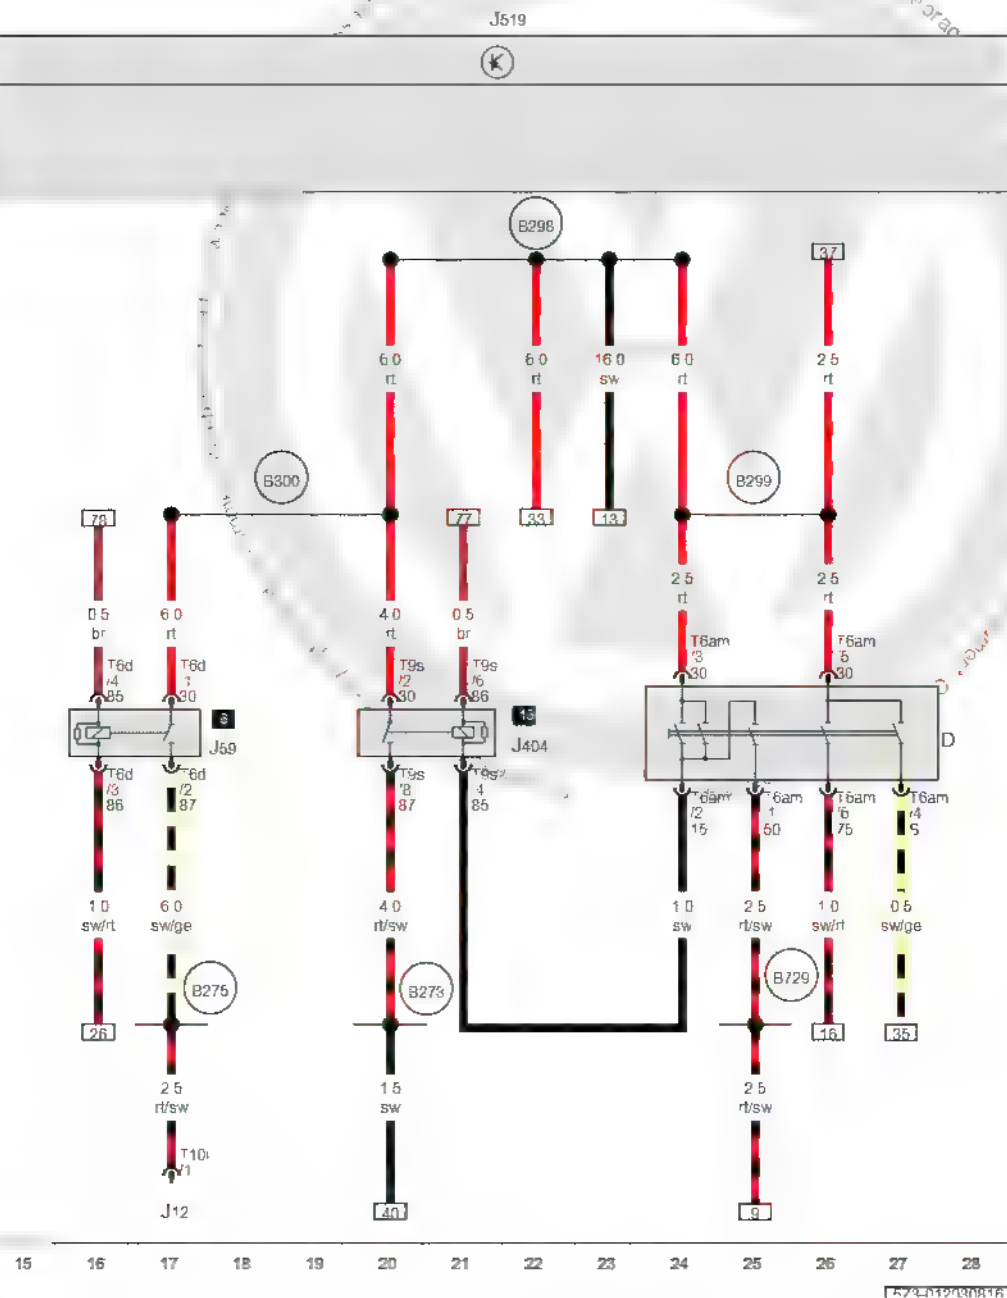 J519
K
B298
37
6 0 6 0 16 0 6 0 2 5
rt rt sw rt rt
B300 B299
78 77 33 13
2 5 2 5
rt rt
0 5 6 0 4 0 0 5
br rt rt br
T6am T6am
/3 /5
30 30
T6d T6d T9s T9s
/4 /2 /6
85 30 30 86
6 13
J59 J404 D
T6d T6d T9s T9s
/3 /2 /8 /4
86 87 87 85
T6am T6am T6am T6am T6am
/2 /1 /6 /4
15 50 75 S
1 0 6 0 4 0 1 0 2 5 1 0 0 5
sw/rt sw/ge rt/sw sw rt/sw sw/rt sw/ge
B275 B273 B729
26 16 35
2 5 1 5 2 5
rt/sw sw rt/sw
/1
J12 40 9
15 16 17 18 19 20 21 22 23 24 25 26 27 28